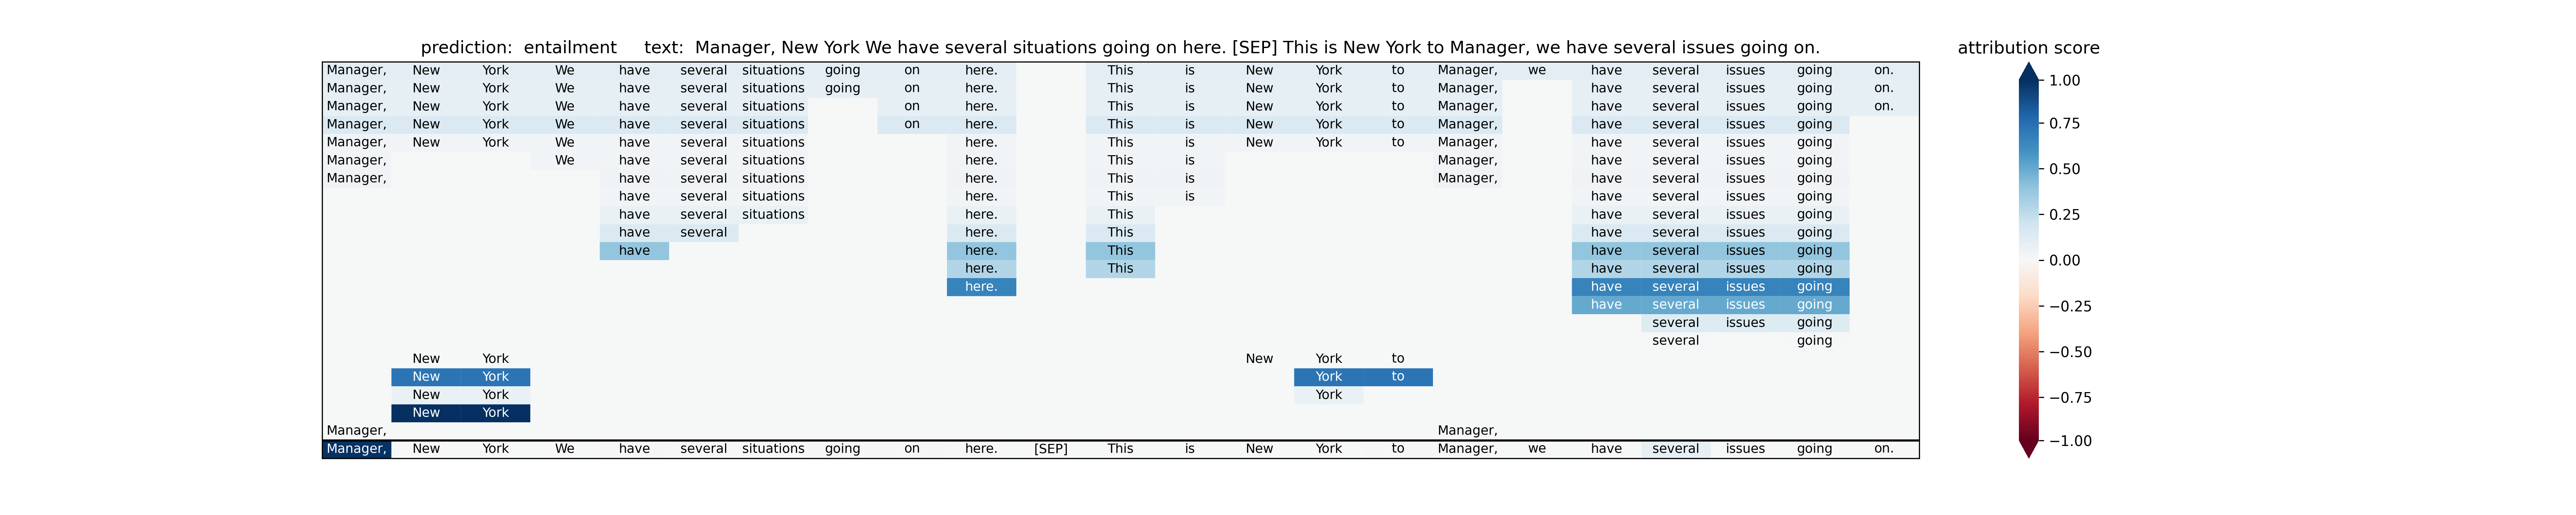 prediction: entailment text: Manager, New York We have several situations going on here. [SEP] This is New York to Manager, we have several issues going on.
attribution score
Manager, New York We have several situations going on here. This is New York to Manager, we have several issues going on.
Manager, New York We have several situations going on here. This is New York to Manager, have several issues going on.
Manager, New York We have several situations on here. This is New York to Manager, have several issues going on.
Manager, New York We have several situations on here. This is New York to Manager, have several issues going
Manager, New York We have several situations here. This is New York to Manager, have several issues going
Manager, We have several situations here. This is Manager, have several issues going
Manager, have several situations here. This is Manager, have several issues going
have several situations here. This is have several issues going
have several situations here. This have several issues going
have several here. This have several issues going
have here. This have several issues going
here. This have several issues going
here. have several issues going
have several issues going
several issues going
several going
New York New York to
New York York to
New York York
New York
Manager, Manager,
Manager, New York We have several situations going on here. [SEP] This is New York to Manager, we have several issues going on.
1.00
0.75
0.50
0.25
0.00
−0.25
−0.50
−0.75
−1.00